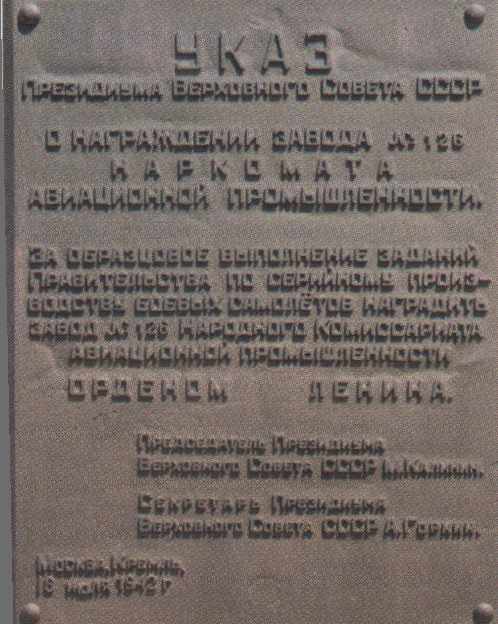 УКАЗ
Президиума Верховного Совета СССР
О награждении завода № 126
Наркомата
авиационной промышленности.
За образцовое выполнение заданий
Правительства по серийному произ-
водству боевых самолётов наградить
завод № 126 Народного Комиссариата
авиационной промышленности
Орденом Ленина.
Председатель Президиума
Верховного Совета СССР М.Калинин.
Секретарь Президиума
Верховного Совета СССР А.Горкин.
Москва, Кремль,
июля 1942 г